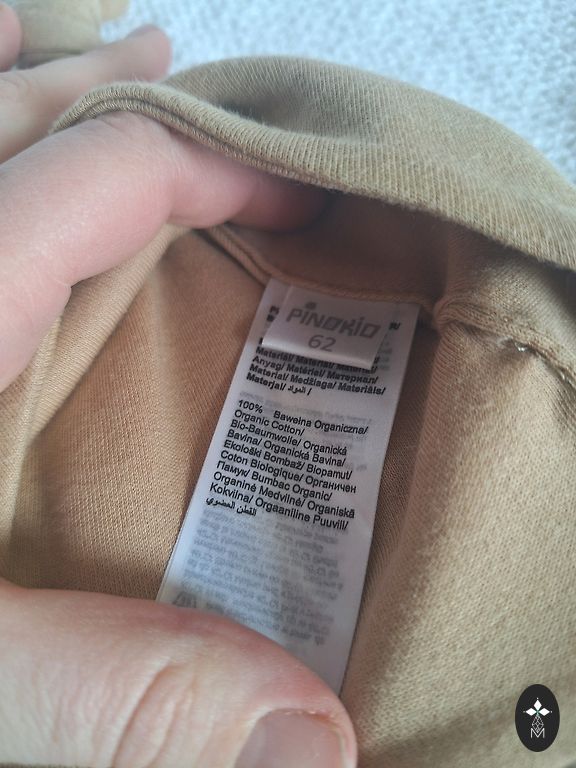 PINOKIO
62
Materiał/ Material/ Materiál/
Anyag/ Matériel/ Материал/
Material/ Medžiaga/ Materiāls/
Materjal/ المواد /
100% Bawełna Organiczna/
Organic Cotton/
Bio-Baumwolle/ Organická
Bavlna/ Organická Bavlna/
Ekološki Bombaž/ Biopamut/
Coton Biologique/ Органичен
Памук/ Bumbac Organic/
Organinė Medvilnė/ Organiskā
Kokvilna/ Orgaaniline Puuvill/
القطن العضوي
M